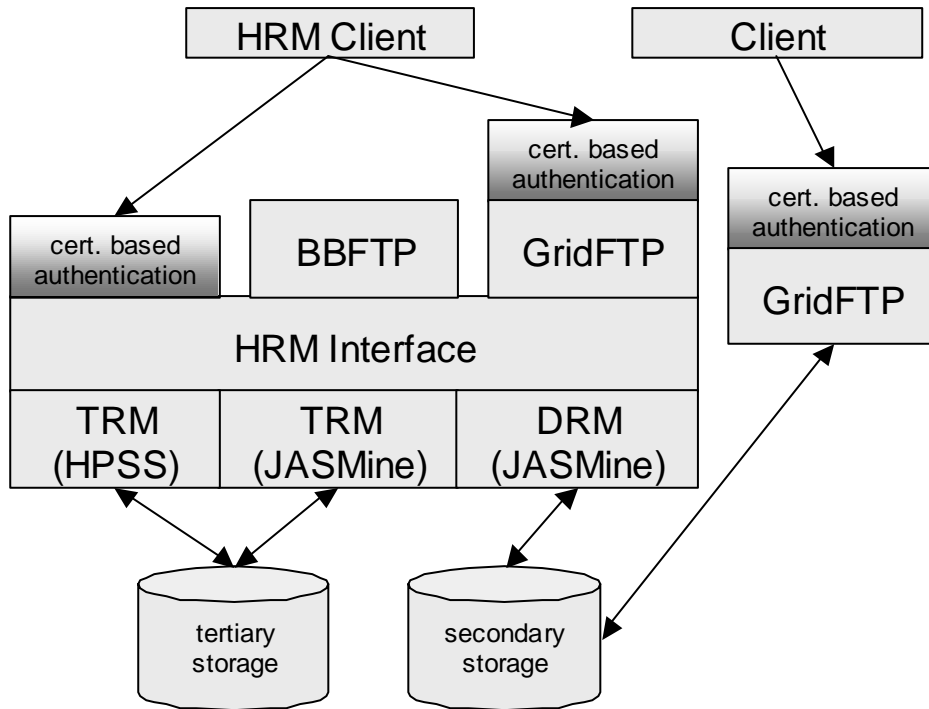 HRM Client
Client
cert. based
authentication
cert. based
authentication
cert. based
authentication
BBFTP
GridFTP
GridFTP
HRM Interface
TRM
(HPSS)
TRM
(JASMine)
DRM
(JASMine)
tertiary
storage
secondary
storage